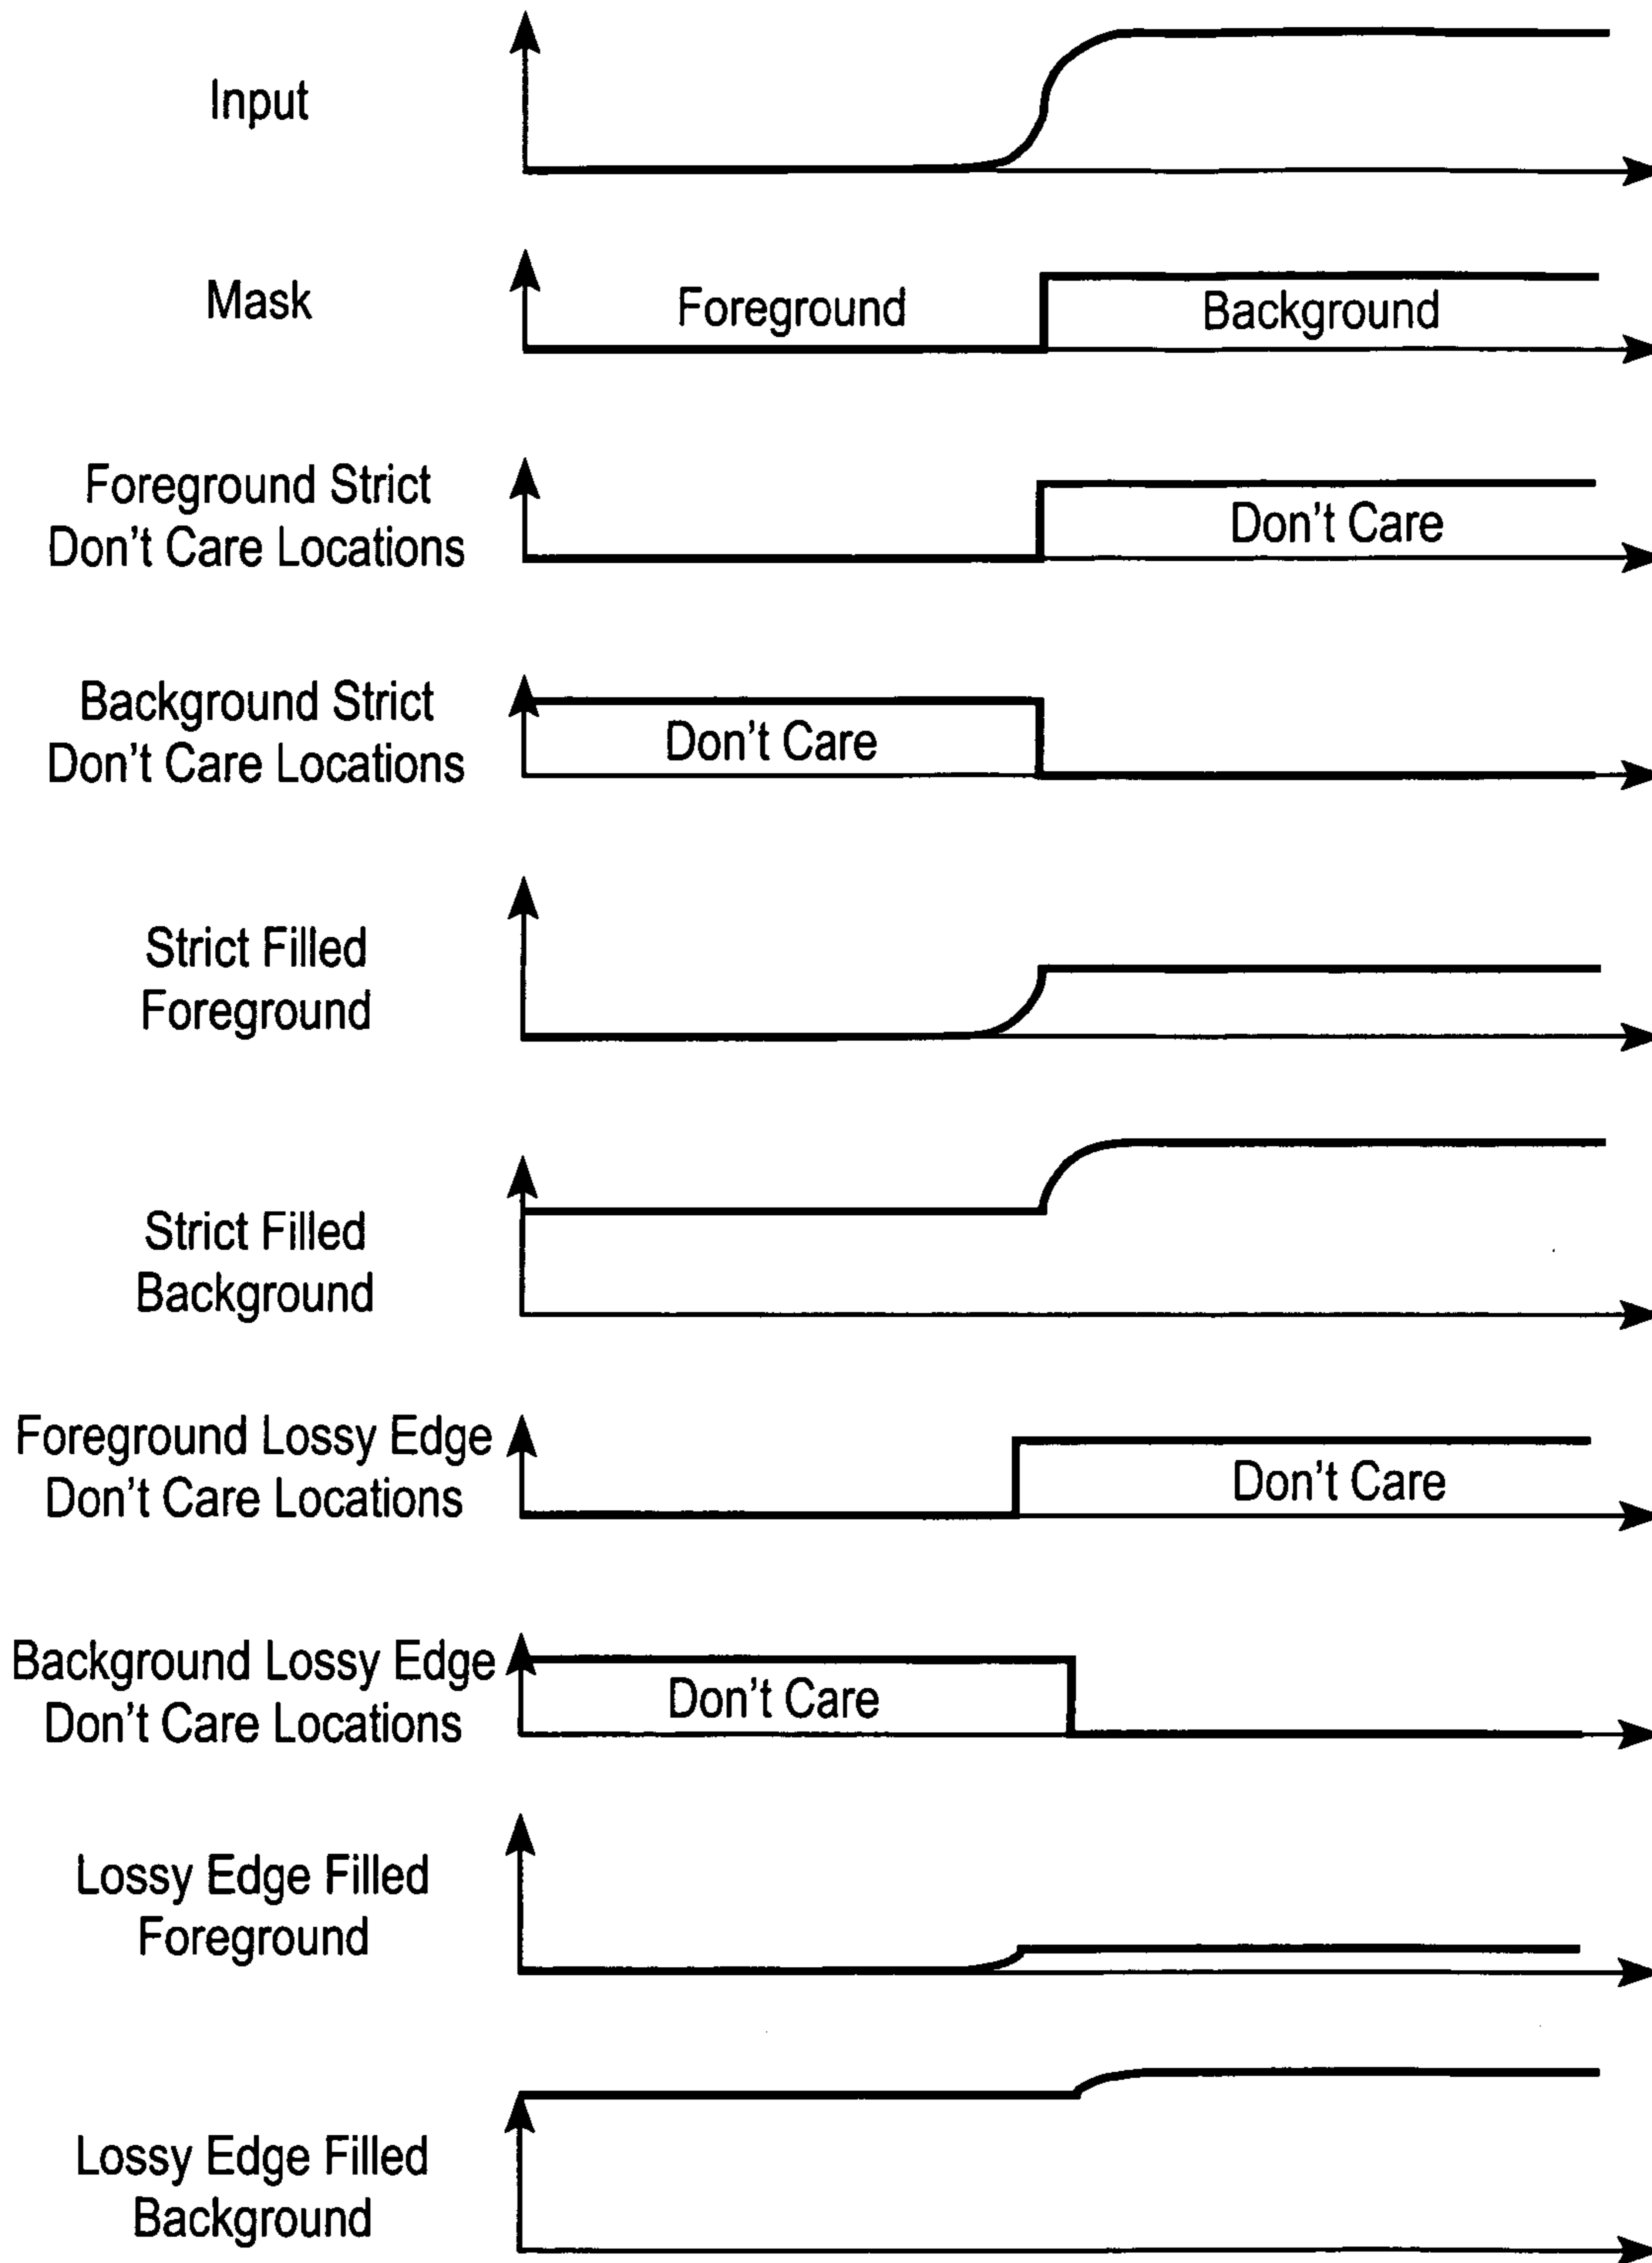 Input
Mask
Foreground
Background
Foreground Strict
Don't Care Locations
Don't Care
Background Strict
Don't Care Locations
Don't Care
Strict Filled
Foreground
Strict Filled
Background
Foreground Lossy Edge
Don't Care Locations
Don't Care
Background Lossy Edge
Don't Care Locations
Don't Care
Lossy Edge Filled
Foreground
Lossy Edge Filled
Background